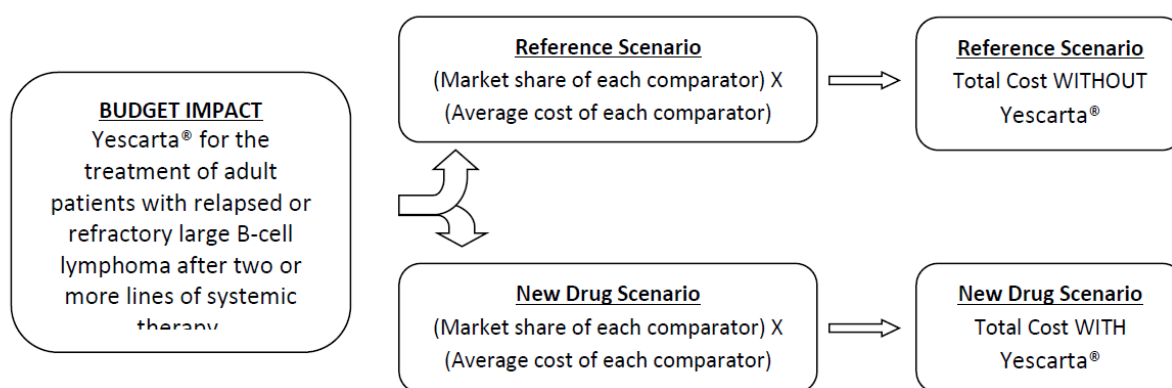 BUDGET IMPACT
Yescarta® for the
treatment of adult
patients with relapsed or
refractory large B-cell
lymphoma after two or
more lines of systemic
therapy
Reference Scenario
(Market share of each comparator) X
(Average cost of each comparator)
Reference Scenario
Total Cost WITHOUT
Yescarta®
New Drug Scenario
(Market share of each comparator) X
(Average cost of each comparator)
New Drug Scenario
Total Cost WITH
Yescarta®